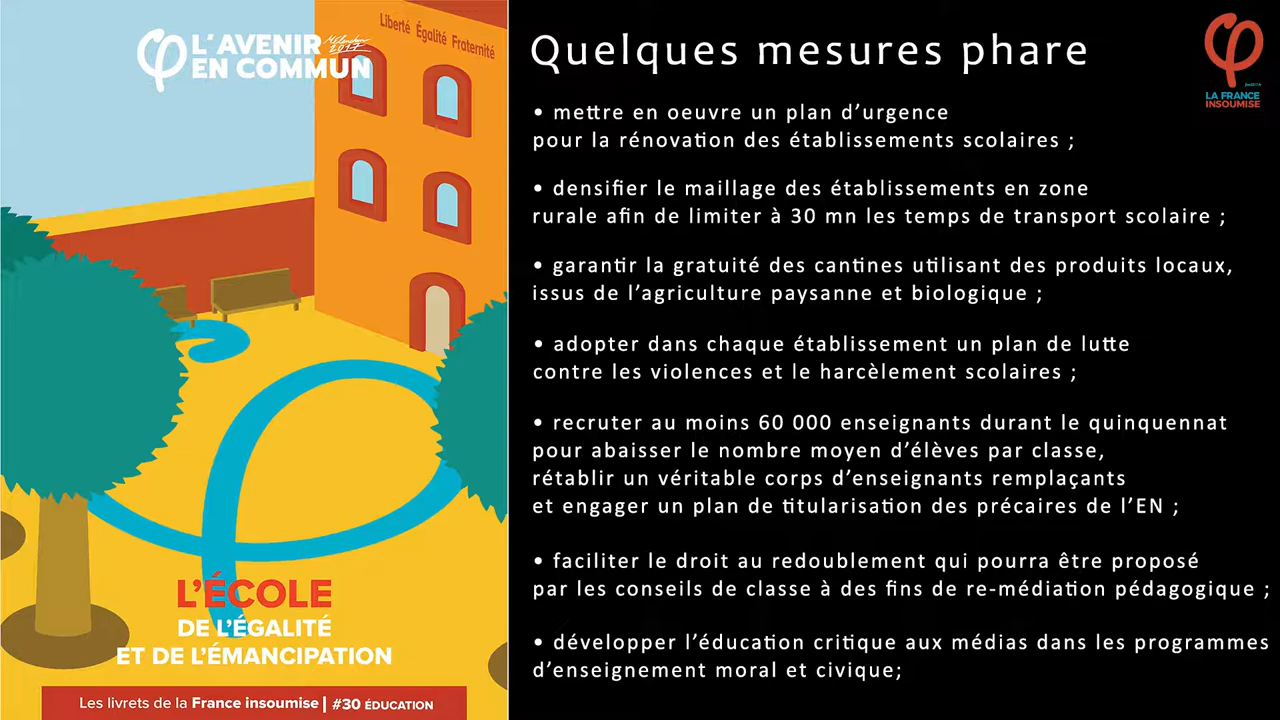 Liberté Égalité Fraternité
L'AVENIR
EN COMMUN
Mélenchon
2017
L'ÉCOLE
DE L'ÉGALITÉ
ET DE L'ÉMANCIPATION
Les livrets de la France insoumise | #30 ÉDUCATION
Quelques mesures phare
LA FRANCE
INSOUMISE
• mettre en oeuvre un plan d’urgence
pour la rénovation des établissements scolaires ;
• densifier le maillage des établissements en zone
rurale afin de limiter à 30 mn les temps de transport scolaire ;
• garantir la gratuité des cantines utilisant des produits locaux,
issus de l’agriculture paysanne et biologique ;
• adopter dans chaque établissement un plan de lutte
contre les violences et le harcèlement scolaires ;
• recruter au moins 60 000 enseignants durant le quinquennat
pour abaisser le nombre moyen d’élèves par classe,
rétablir un véritable corps d’enseignants remplaçants
et engager un plan de titularisation des précaires de l’EN ;
• faciliter le droit au redoublement qui pourra être proposé
par les conseils de classe à des fins de re-médiation pédagogique ;
• développer l’éducation critique aux médias dans les programmes
d’enseignement moral et civique;